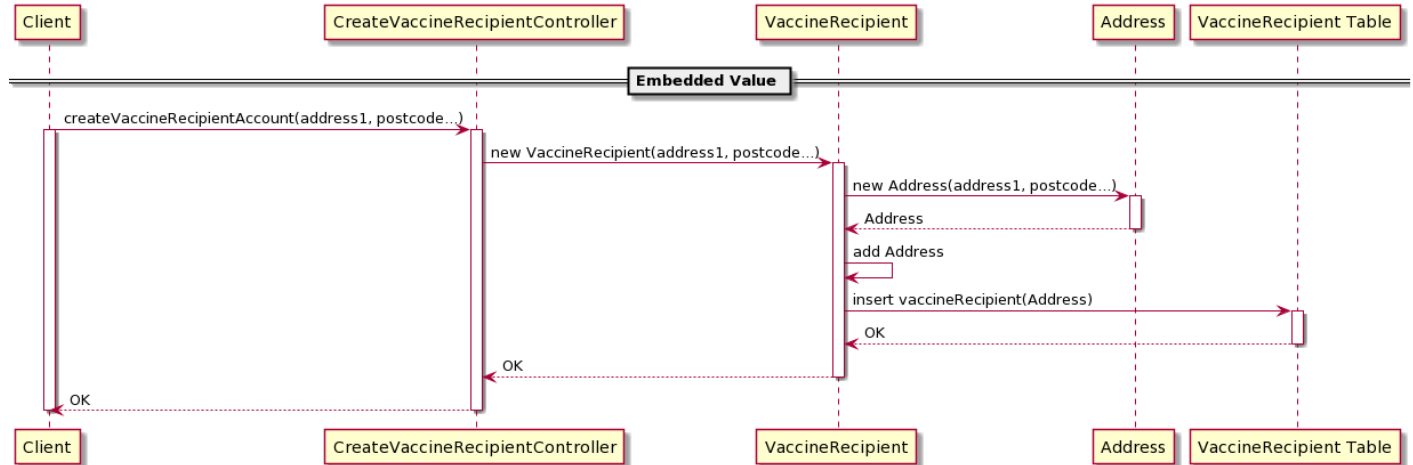 Client CreateVaccineRecipientController VaccineRecipient Address VaccineRecipient Table
Embedded Value
createVaccineRecipientAccount(address1, postcode...)
new VaccineRecipient(address1, postcode...)
new Address(address1, postcode...)
Address
add Address
insert vaccineRecipient(Address)
OK
OK
OK
Client CreateVaccineRecipientController VaccineRecipient Address VaccineRecipient Table